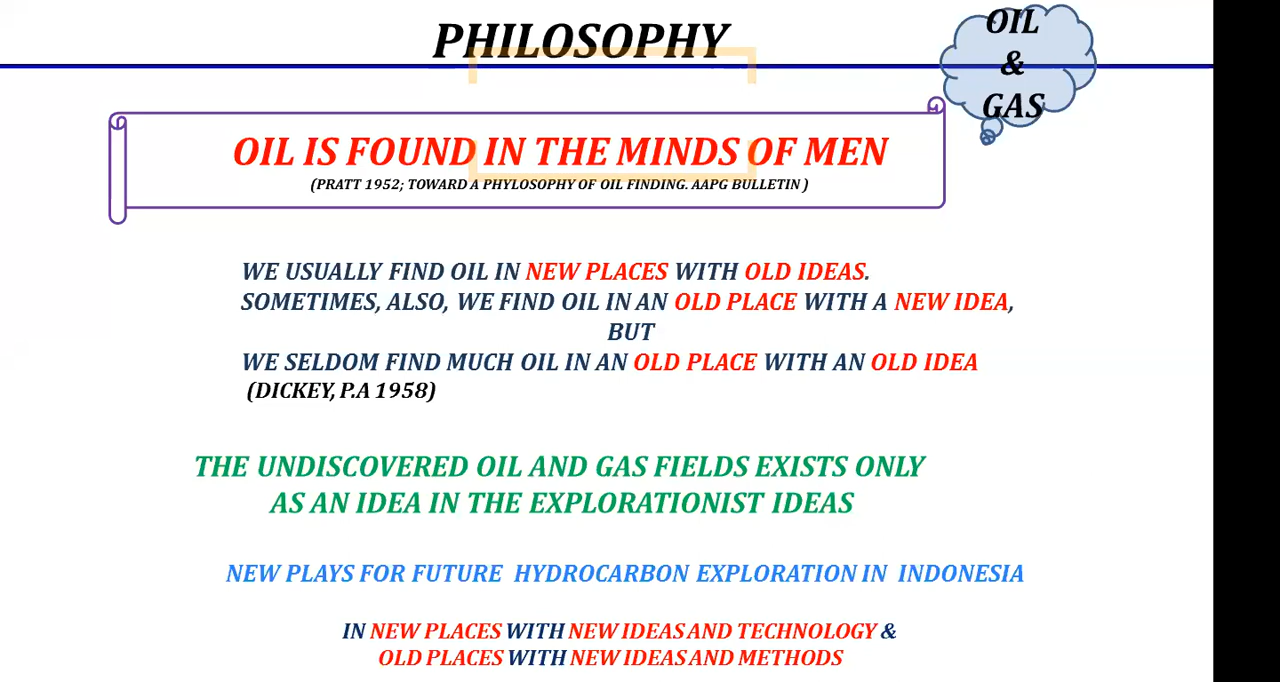 PHILOSOPHY
OIL
&
GAS
OIL IS FOUND IN THE MINDS OF MEN
(PRATT 1952; TOWARD A PHYLOSOPHY OF OIL FINDING. AAPG BULLETIN )
WE USUALLY FIND OIL IN NEW PLACES WITH OLD IDEAS.
SOMETIMES, ALSO, WE FIND OIL IN AN OLD PLACE WITH A NEW IDEA,
BUT
WE SELDOM FIND MUCH OIL IN AN OLD PLACE WITH AN OLD IDEA
(DICKEY, P.A 1958)
THE UNDISCOVERED OIL AND GAS FIELDS EXISTS ONLY
AS AN IDEA IN THE EXPLORATIONIST IDEAS
NEW PLAYS FOR FUTURE HYDROCARBON EXPLORATION IN INDONESIA
IN NEW PLACES WITH NEW IDEAS AND TECHNOLOGY &
OLD PLACES WITH NEW IDEAS AND METHODS